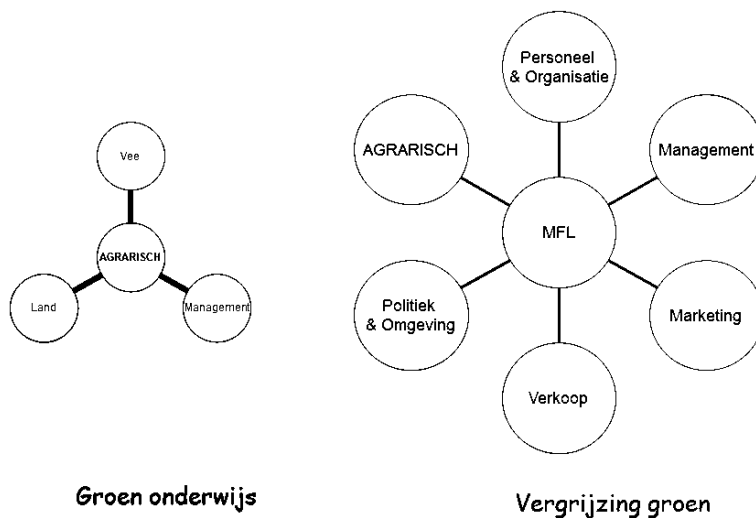 Vee
AGRARISCH
Land
Management
Groen onderwijs
Personeel
& Organisatie
AGRARISCH
Management
MFL
Politiek
& Omgeving
Marketing
Verkoop
Vergrijzing groen